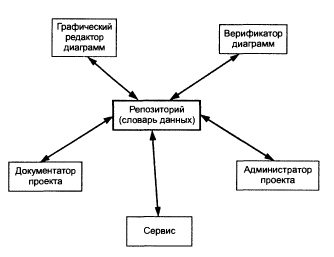 Графический
редактор
диаграмм
Верификатор
диаграмм
Репозиторий
(словарь данных)
Документатор
проекта
Администратор
проекта
Сервис